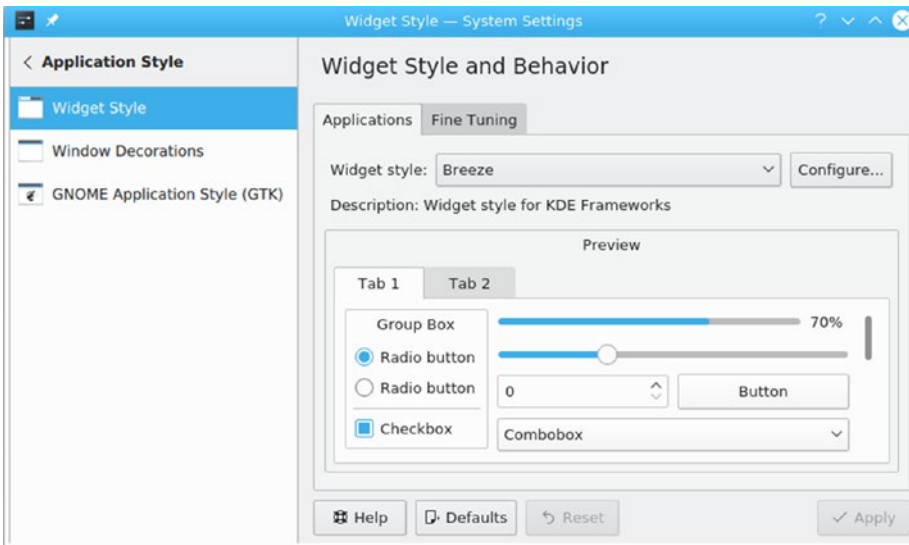 Widget Style — System Settings
Application Style
Widget Style
Window Decorations
GNOME Application Style (GTK)
Widget Style and Behavior
Applications Fine Tuning
Widget style: Breeze Configure...
Description: Widget style for KDE Frameworks
Preview
Tab 1 Tab 2
Group Box
Radio button
Radio button
Checkbox
70%
0 Button
Combobox
Help Defaults Reset Apply